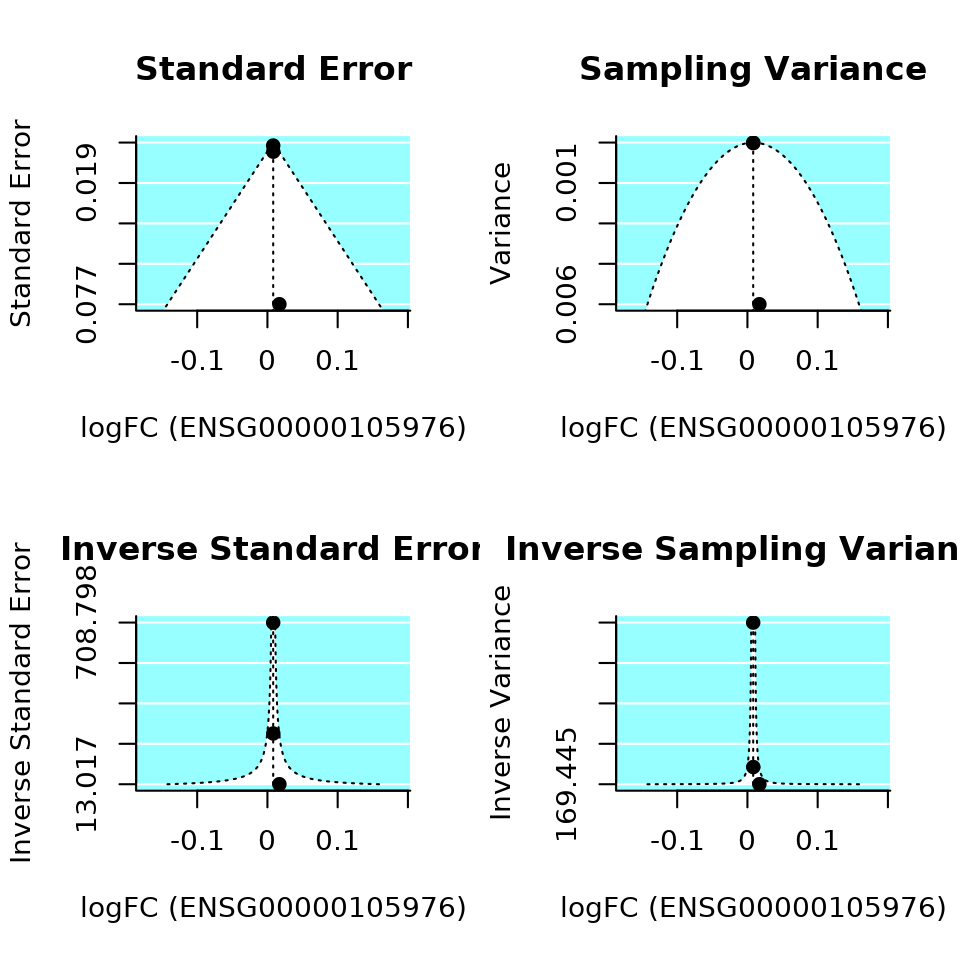 Standard Error
Standard Error
0.019
0.077
-0.1 0 0.1
logFC (ENSG00000105976)
Sampling Variance
Variance
0.001
0.006
-0.1 0 0.1
logFC (ENSG00000105976)
Inverse Standard Error
Inverse Standard Error
708.798
13.017
-0.1 0 0.1
logFC (ENSG00000105976)
Inverse Sampling Varian
Inverse Variance
169.445
-0.1 0 0.1
logFC (ENSG00000105976)